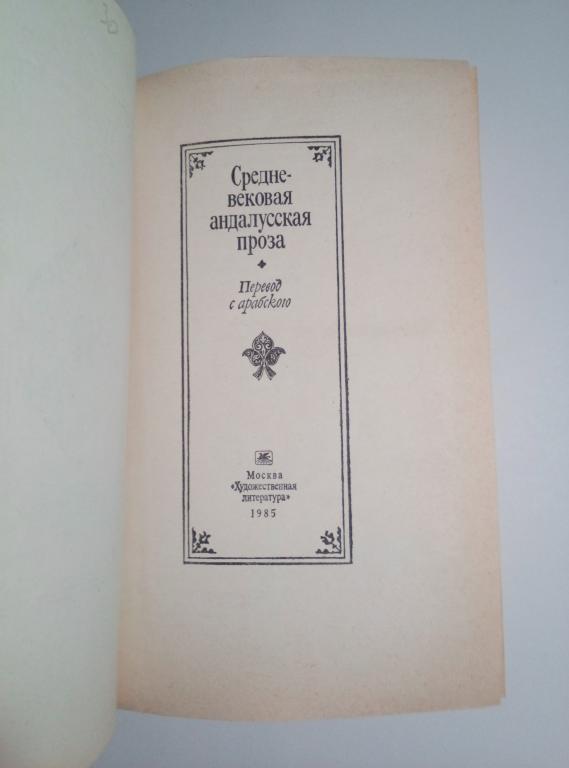 Средне-
вековая
андалусская
проза
Перевод
с арабского
Москва
«Художественная
литература»
1985